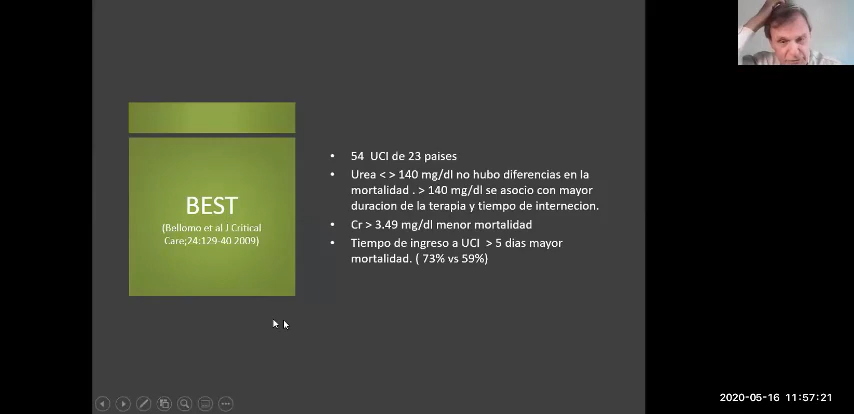 BEST
(Bellomo et al J Critical
Care;24:129-40 2009)
• 54 UCI de 23 paises
• Urea < > 140 mg/dl no hubo diferencias en la
mortalidad . > 140 mg/dl se asocio con mayor
duracion de la terapia y tiempo de internecion.
• Cr > 3.49 mg/dl menor mortalidad
• Tiempo de ingreso a UCI > 5 dias mayor
mortalidad. ( 73% vs 59%)
2020-05-16 11:57:21